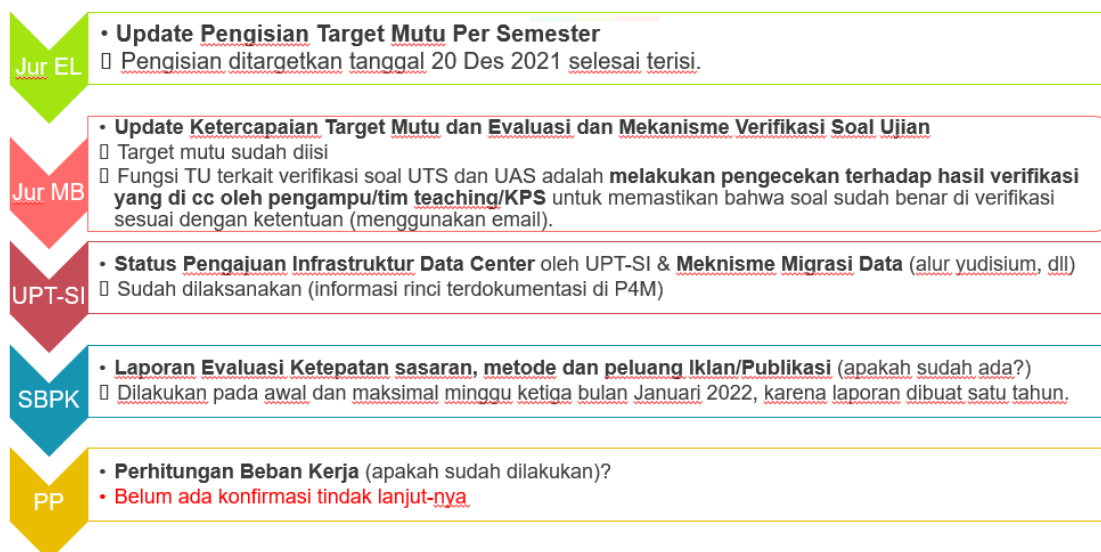 Jur EL
• Update Pengisian Target Mutu Per Semester
▯ Pengisian ditargetkan tanggal 20 Des 2021 selesai terisi.
Jur MB
• Update Ketercapaian Target Mutu dan Evaluasi dan Mekanisme Verifikasi Soal Ujian
▯ Target mutu sudah diisi
▯ Fungsi TU terkait verifikasi soal UTS dan UAS adalah melakukan pengecekan terhadap hasil verifikasi
yang di cc oleh pengampu/tim teaching/KPS untuk memastikan bahwa soal sudah benar di verifikasi
sesuai dengan ketentuan (menggunakan email).
UPT-SI
• Status Pengajuan Infrastruktur Data Center oleh UPT-SI & Meknisme Migrasi Data (alur yudisium, dll)
▯ Sudah dilaksanakan (informasi rinci terdokumentasi di P4M)
SBPK
• Laporan Evaluasi Ketepatan sasaran, metode dan peluang Iklan/Publikasi (apakah sudah ada?)
▯ Dilakukan pada awal dan maksimal minggu ketiga bulan Januari 2022, karena laporan dibuat satu tahun.
PP
• Perhitungan Beban Kerja (apakah sudah dilakukan)?
• Belum ada konfirmasi tindak lanjut-nya